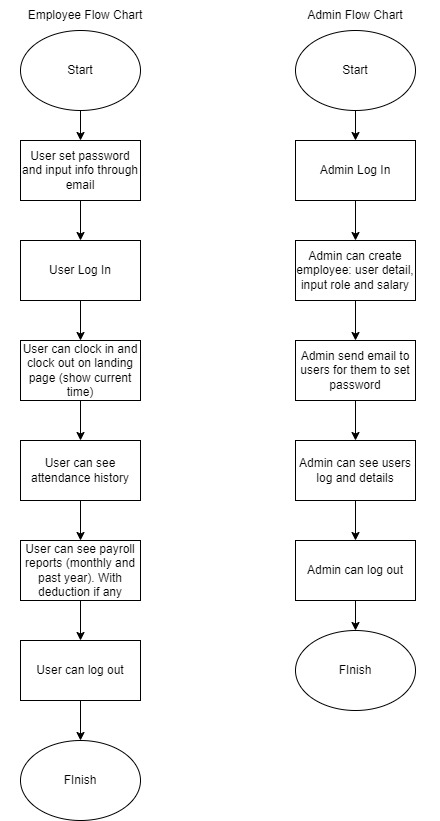 Employee Flow Chart
Start
User set password
and input info through
email
User Log In
User can clock in and
clock out on landing
page (show current
time)
User can see
attendance history
User can see payroll
reports (monthly and
past year). With
deduction if any
User can log out
FInish
Admin Flow Chart
Start
Admin Log In
Admin can create
employee: user detail,
input role and salary
Admin send email to
users for them to set
password
Admin can see users
log and details
Admin can log out
FInish